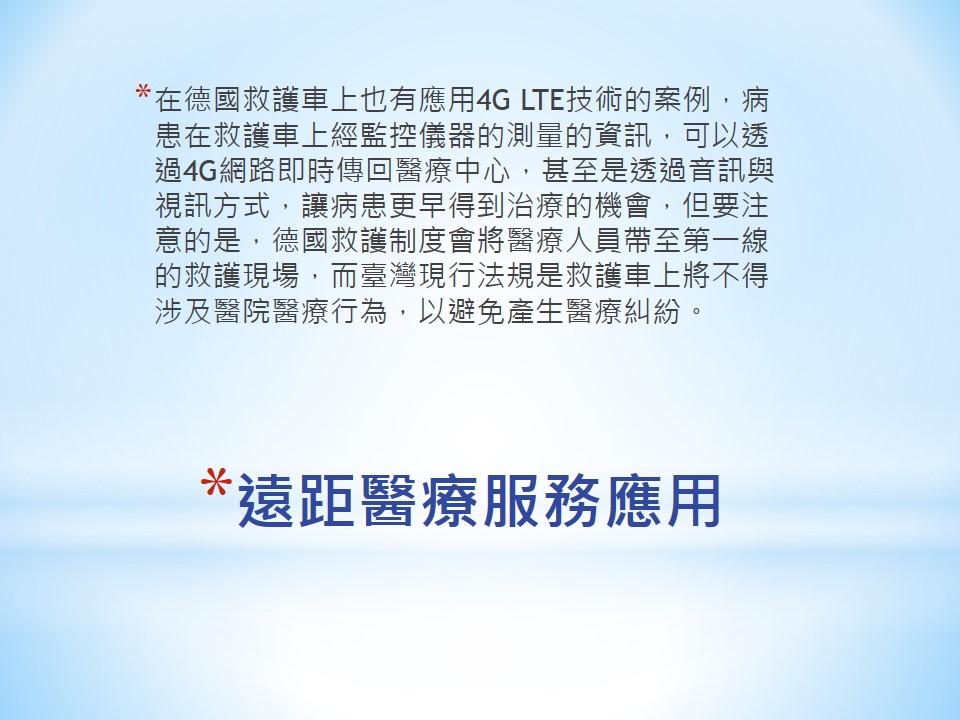 *在德國救護車上也有應用4G LTE技術的案例，病
患在救護車上經監控儀器的測量的資訊，可以透
過4G網路即時傳回醫療中心，甚至是透過音訊與
視訊方式，讓病患更早得到治療的機會，但要注
意的是，德國救護制度會將醫療人員帶至第一線
的救護現場，而臺灣現行法規是救護車上將不得
涉及醫院醫療行為，以避免產生醫療糾紛。
*遠距醫療服務應用